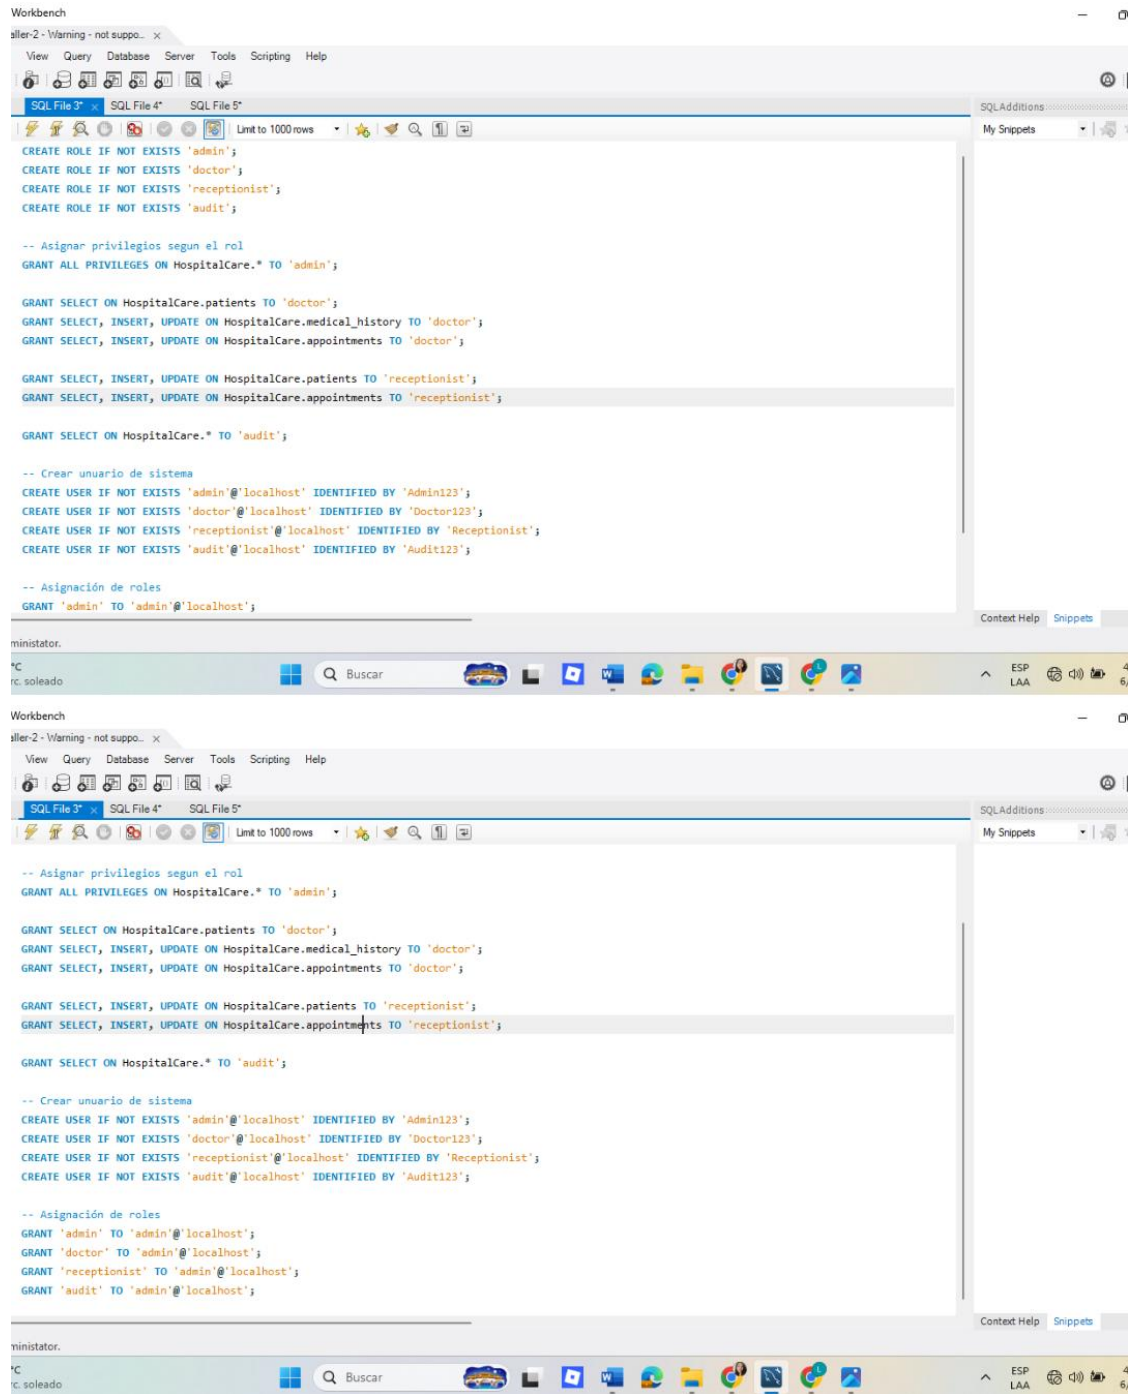 Workbench
aller-2 - Warning - not suppo...
View Query Database Server Tools Scripting Help
SQL File 3* SQL File 4* SQL File 5*
SQLAdditions
Limit to 1000 rows
My Snippets
CREATE ROLE IF NOT EXISTS 'admin';
CREATE ROLE IF NOT EXISTS 'doctor';
CREATE ROLE IF NOT EXISTS 'receptionist';
CREATE ROLE IF NOT EXISTS 'audit';
-- Asignar privilegios segun el rol
GRANT ALL PRIVILEGES ON HospitalCare.* TO 'admin';
GRANT SELECT ON HospitalCare.patients TO 'doctor';
GRANT SELECT, INSERT, UPDATE ON HospitalCare.medical_history TO 'doctor';
GRANT SELECT, INSERT, UPDATE ON HospitalCare.appointments TO 'doctor';
GRANT SELECT, INSERT, UPDATE ON HospitalCare.patients TO 'receptionist';
GRANT SELECT, INSERT, UPDATE ON HospitalCare.appointments TO 'receptionist';
GRANT SELECT ON HospitalCare.* TO 'audit';
-- Crear unuario de sistema
CREATE USER IF NOT EXISTS 'admin'@'localhost' IDENTIFIED BY 'Admin123';
CREATE USER IF NOT EXISTS 'doctor'@'localhost' IDENTIFIED BY 'Doctor123';
CREATE USER IF NOT EXISTS 'receptionist'@'localhost' IDENTIFIED BY 'Receptionist';
CREATE USER IF NOT EXISTS 'audit'@'localhost' IDENTIFIED BY 'Audit123';
-- Asignación de roles
GRANT 'admin' TO 'admin'@'localhost';
Context Help Snippets
ministator.
°C
rc. soleado
Buscar
ESP
LAA
4
6/
Workbench
aller-2 - Warning - not suppo...
View Query Database Server Tools Scripting Help
SQL File 3* SQL File 4* SQL File 5*
SQLAdditions
Limit to 1000 rows
My Snippets
-- Asignar privilegios segun el rol
GRANT ALL PRIVILEGES ON HospitalCare.* TO 'admin';
GRANT SELECT ON HospitalCare.patients TO 'doctor';
GRANT SELECT, INSERT, UPDATE ON HospitalCare.medical_history TO 'doctor';
GRANT SELECT, INSERT, UPDATE ON HospitalCare.appointments TO 'doctor';
GRANT SELECT, INSERT, UPDATE ON HospitalCare.patients TO 'receptionist';
GRANT SELECT, INSERT, UPDATE ON HospitalCare.appointments TO 'receptionist';
GRANT SELECT ON HospitalCare.* TO 'audit';
-- Crear unuario de sistema
CREATE USER IF NOT EXISTS 'admin'@'localhost' IDENTIFIED BY 'Admin123';
CREATE USER IF NOT EXISTS 'doctor'@'localhost' IDENTIFIED BY 'Doctor123';
CREATE USER IF NOT EXISTS 'receptionist'@'localhost' IDENTIFIED BY 'Receptionist';
CREATE USER IF NOT EXISTS 'audit'@'localhost' IDENTIFIED BY 'Audit123';
-- Asignación de roles
GRANT 'admin' TO 'admin'@'localhost';
GRANT 'doctor' TO 'admin'@'localhost';
GRANT 'receptionist' TO 'admin'@'localhost';
GRANT 'audit' TO 'admin'@'localhost';
Context Help Snippets
ministator.
°C
rc. soleado
Buscar
ESP
LAA
4
6/